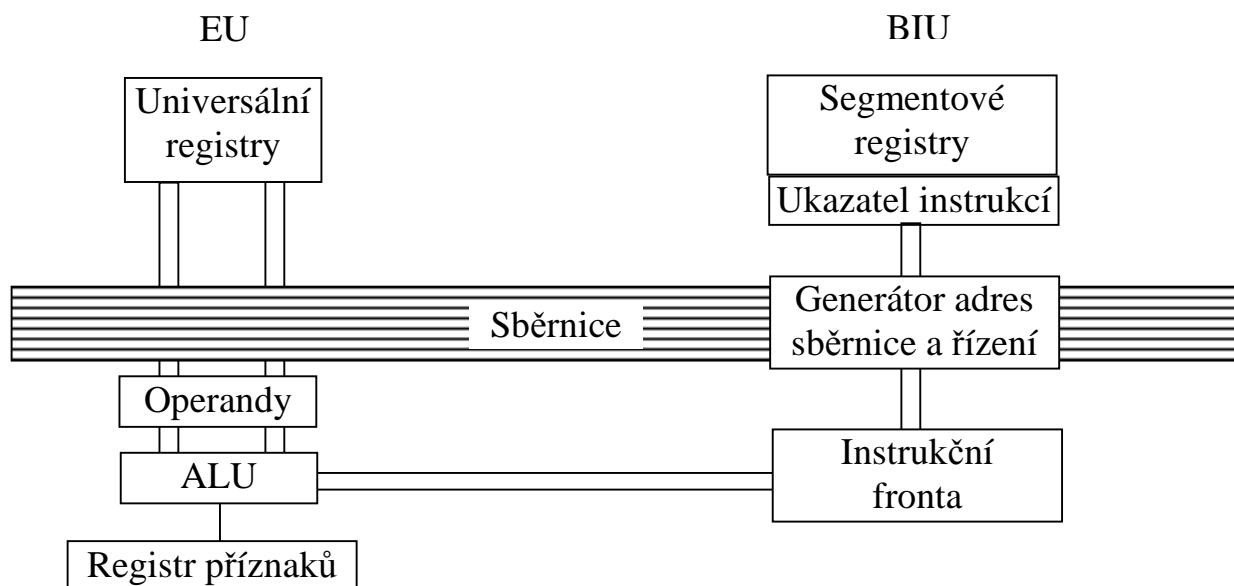 EU
BIU
Universální
registry
Segmentové
registry
Ukazatel instrukcí
Sběrnice
Generátor adres
sběrnice a řízení
Operandy
ALU
Instrukční
fronta
Registr příznaků